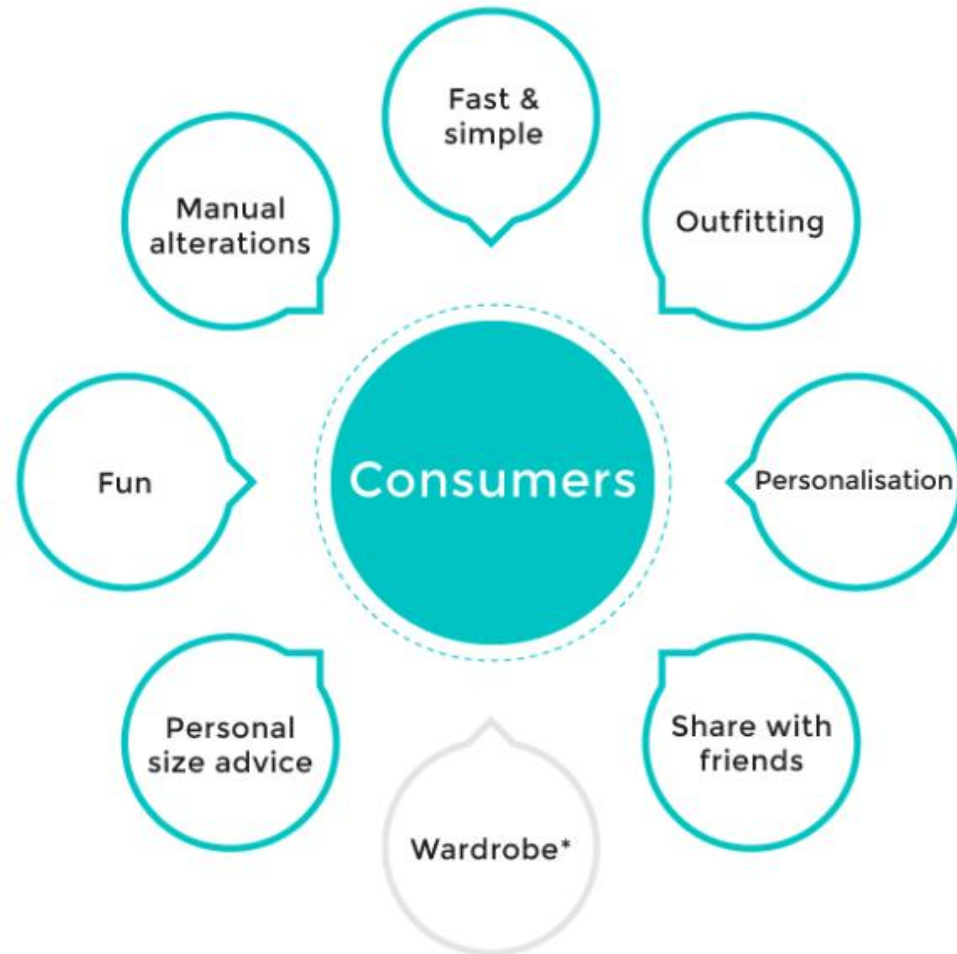 Fast &
simple
Outfitting
Personalisation
Share with
friends
Wardrobe*
Personal
size advice
Fun
Manual
alterations
Consumers